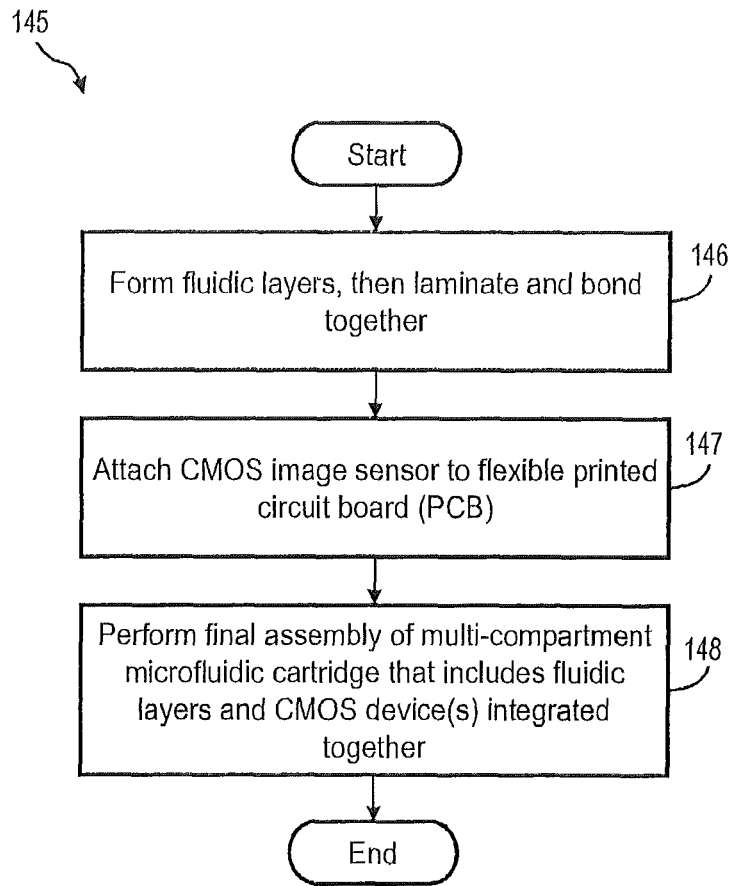 145
Start
Form fluidic layers, then laminate and bond
together
146
Attach CMOS image sensor to flexible printed
circuit board (PCB)
147
Perform final assembly of multi-compartment
microfluidic cartridge that includes fluidic
layers and CMOS device(s) integrated
together
148
End